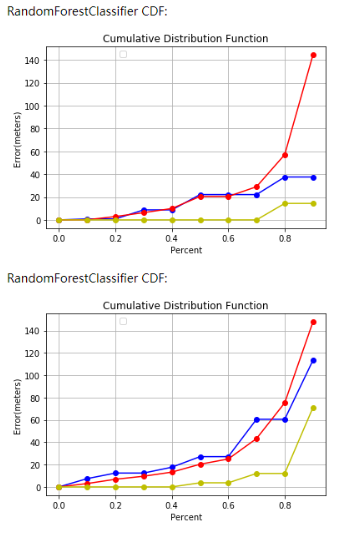 RandomForestClassifier CDF:
Cumulative Distribution Function
140
120
100
80
60
40
20
0
Error(meters)
0.0 0.2 0.4 0.6 0.8
Percent
RandomForestClassifier CDF:
Cumulative Distribution Function
140
120
100
80
60
40
20
0
Error(meters)
0.0 0.2 0.4 0.6 0.8
Percent